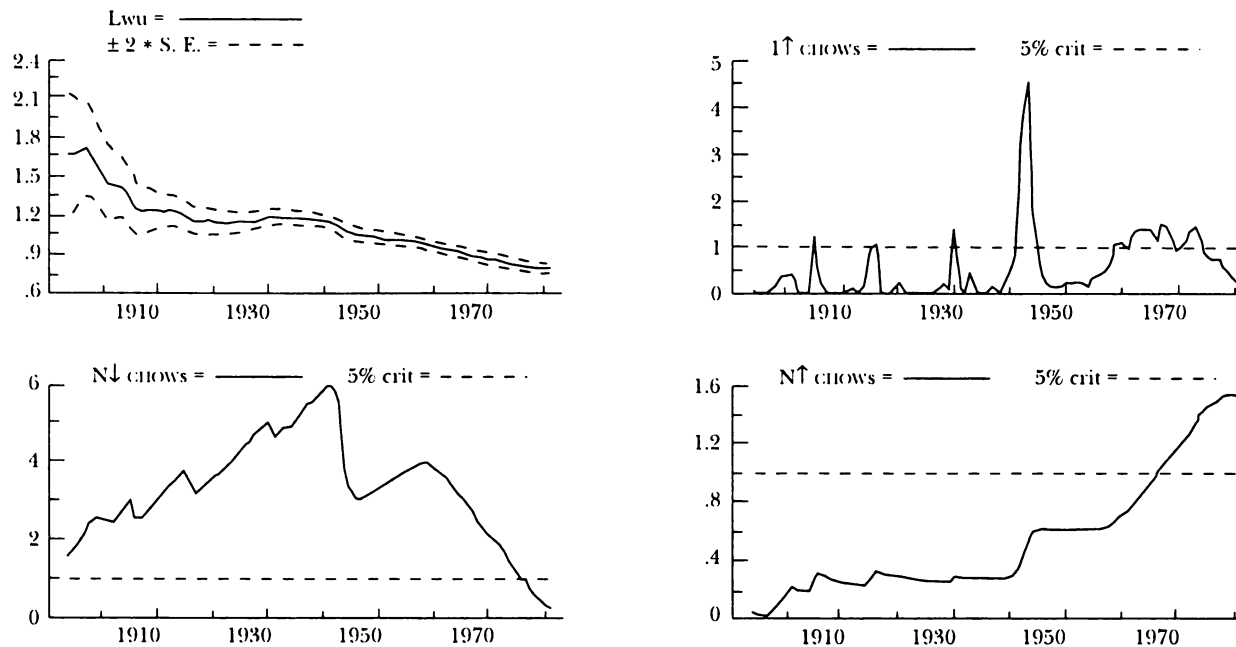 Lwu =
± 2 * S. E. =
2.4
2.1
1.8
1.5
1.2
.9
.6
1910 1930 1950 1970
1↑ CHOWS = 5% crit =
5
4
3
2
1
0
1910 1930 1950 1970
N↓ CHOWS = 5% crit =
6
4
2
0
1910 1930 1950 1970
N↑ CHOWS = 5% crit =
1.6
1.2
.8
.4
0
1910 1930 1950 1970